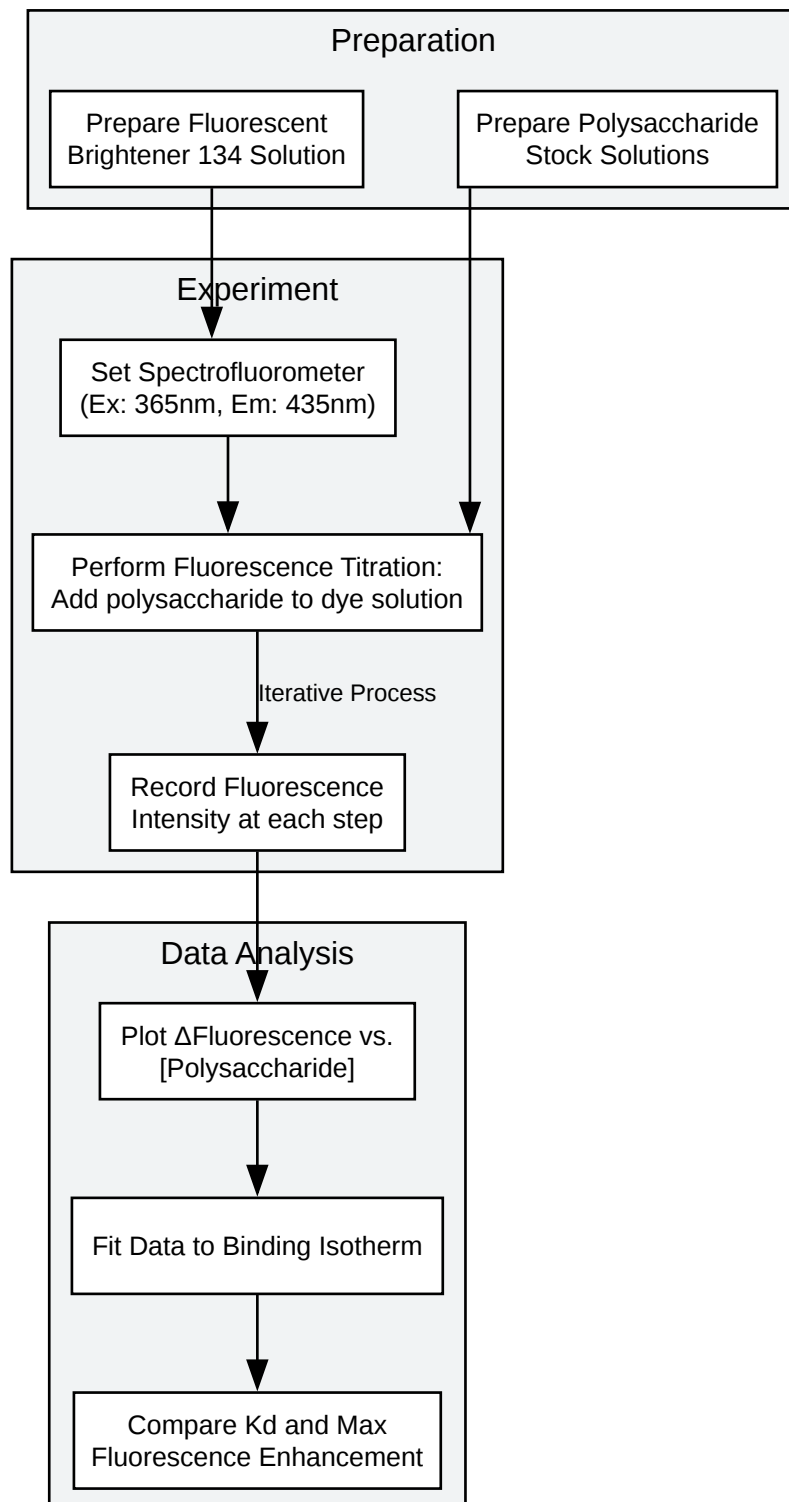 Preparation
Prepare Fluorescent
Brightener 134 Solution
Prepare Polysaccharide
Stock Solutions
Experiment
Set Spectrofluorometer
(Ex: 365nm, Em: 435nm)
Perform Fluorescence Titration:
Add polysaccharide to dye solution
Iterative Process
Record Fluorescence
Intensity at each step
Data Analysis
Plot ΔFluorescence vs.
[Polysaccharide]
Fit Data to Binding Isotherm
Compare Kd and Max
Fluorescence Enhancement